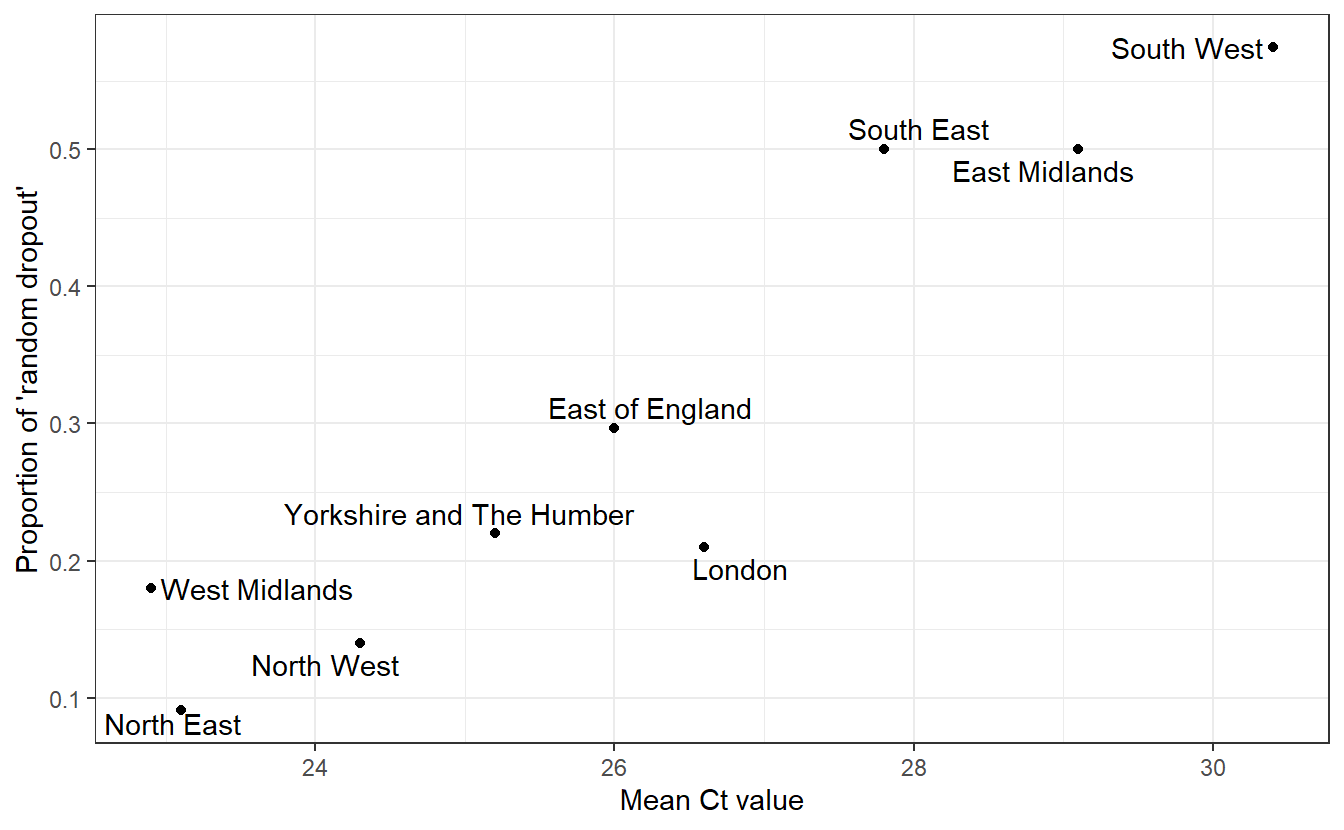 South West
South East
East Midlands
East of England
Yorkshire and The Humber
London
West Midlands
North West
North East
0.5
0.4
0.3
0.2
0.1
24
26
28
30
Mean Ct value
Proportion of 'random dropout'